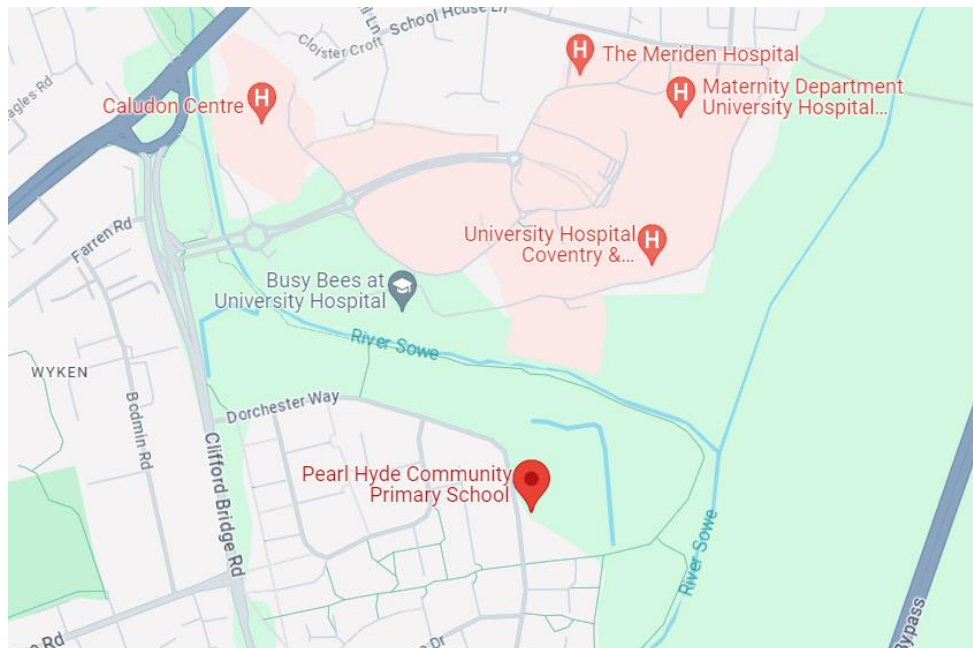 School House Ln
Cloister Croft
The Meriden Hospital
Maternity Department
University Hospital...
Caludon Centre
Farren Rd
University Hospital
Coventry &...
Busy Bees at
University Hospital
River Sowe
WYKEN
Bodmin Rd
Dorchester Way
Clifford Bridge Rd
Pearl Hyde Community
Primary School
River Sowe
Bypass
Rd
Dr